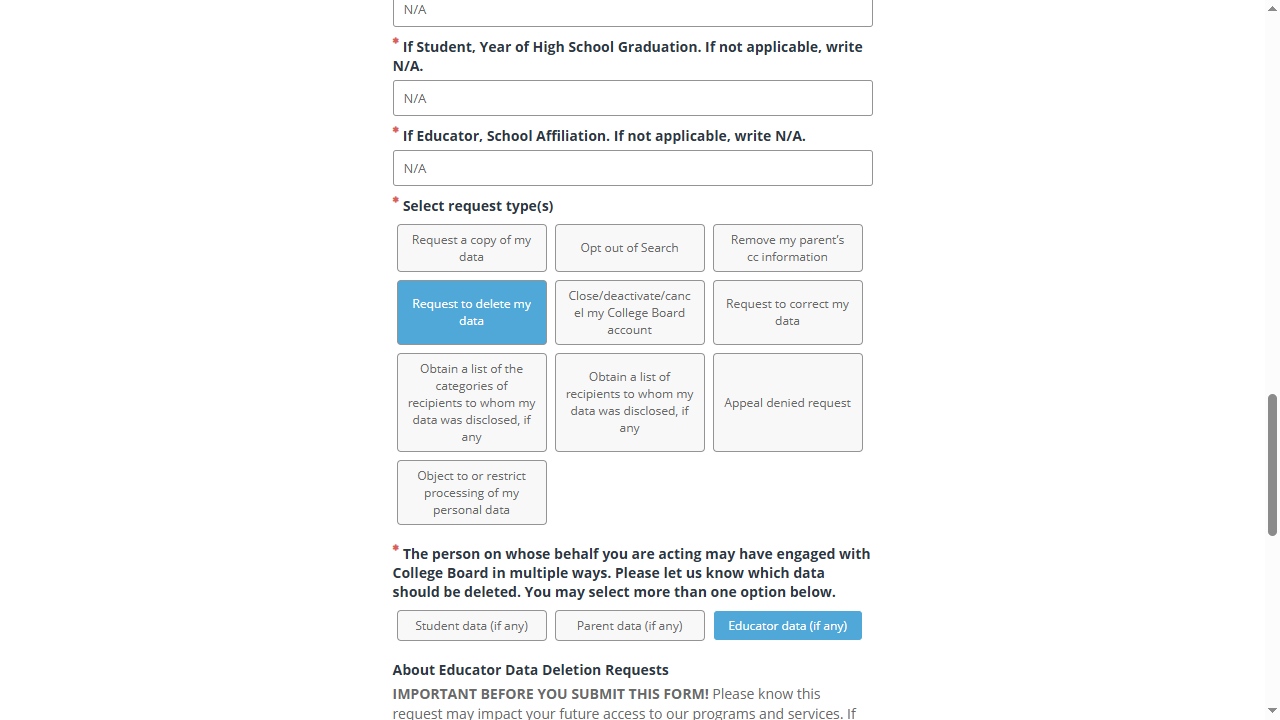 N/A
* If Student, Year of High School Graduation. If not applicable, write
N/A.
N/A
* If Educator, School Affiliation. If not applicable, write N/A.
N/A
* Select request type(s)
Request a copy of my
data
Opt out of Search
Remove my parent's
cc information
Request to delete my
data
Close/deactivate/canc
el my College Board
account
Request to correct my
data
Obtain a list of the
categories of
recipients to whom my
data was disclosed, if
any
Obtain a list of
recipients to whom my
data was disclosed, if
any
Appeal denied request
Object to or restrict
processing of my
personal data
* The person on whose behalf you are acting may have engaged with
College Board in multiple ways. Please let us know which data
should be deleted. You may select more than one option below.
Student data (if any)
Parent data (if any)
Educator data (if any)
About Educator Data Deletion Requests
IMPORTANT BEFORE YOU SUBMIT THIS FORM! Please know this
request may impact your future access to our programs and services. If